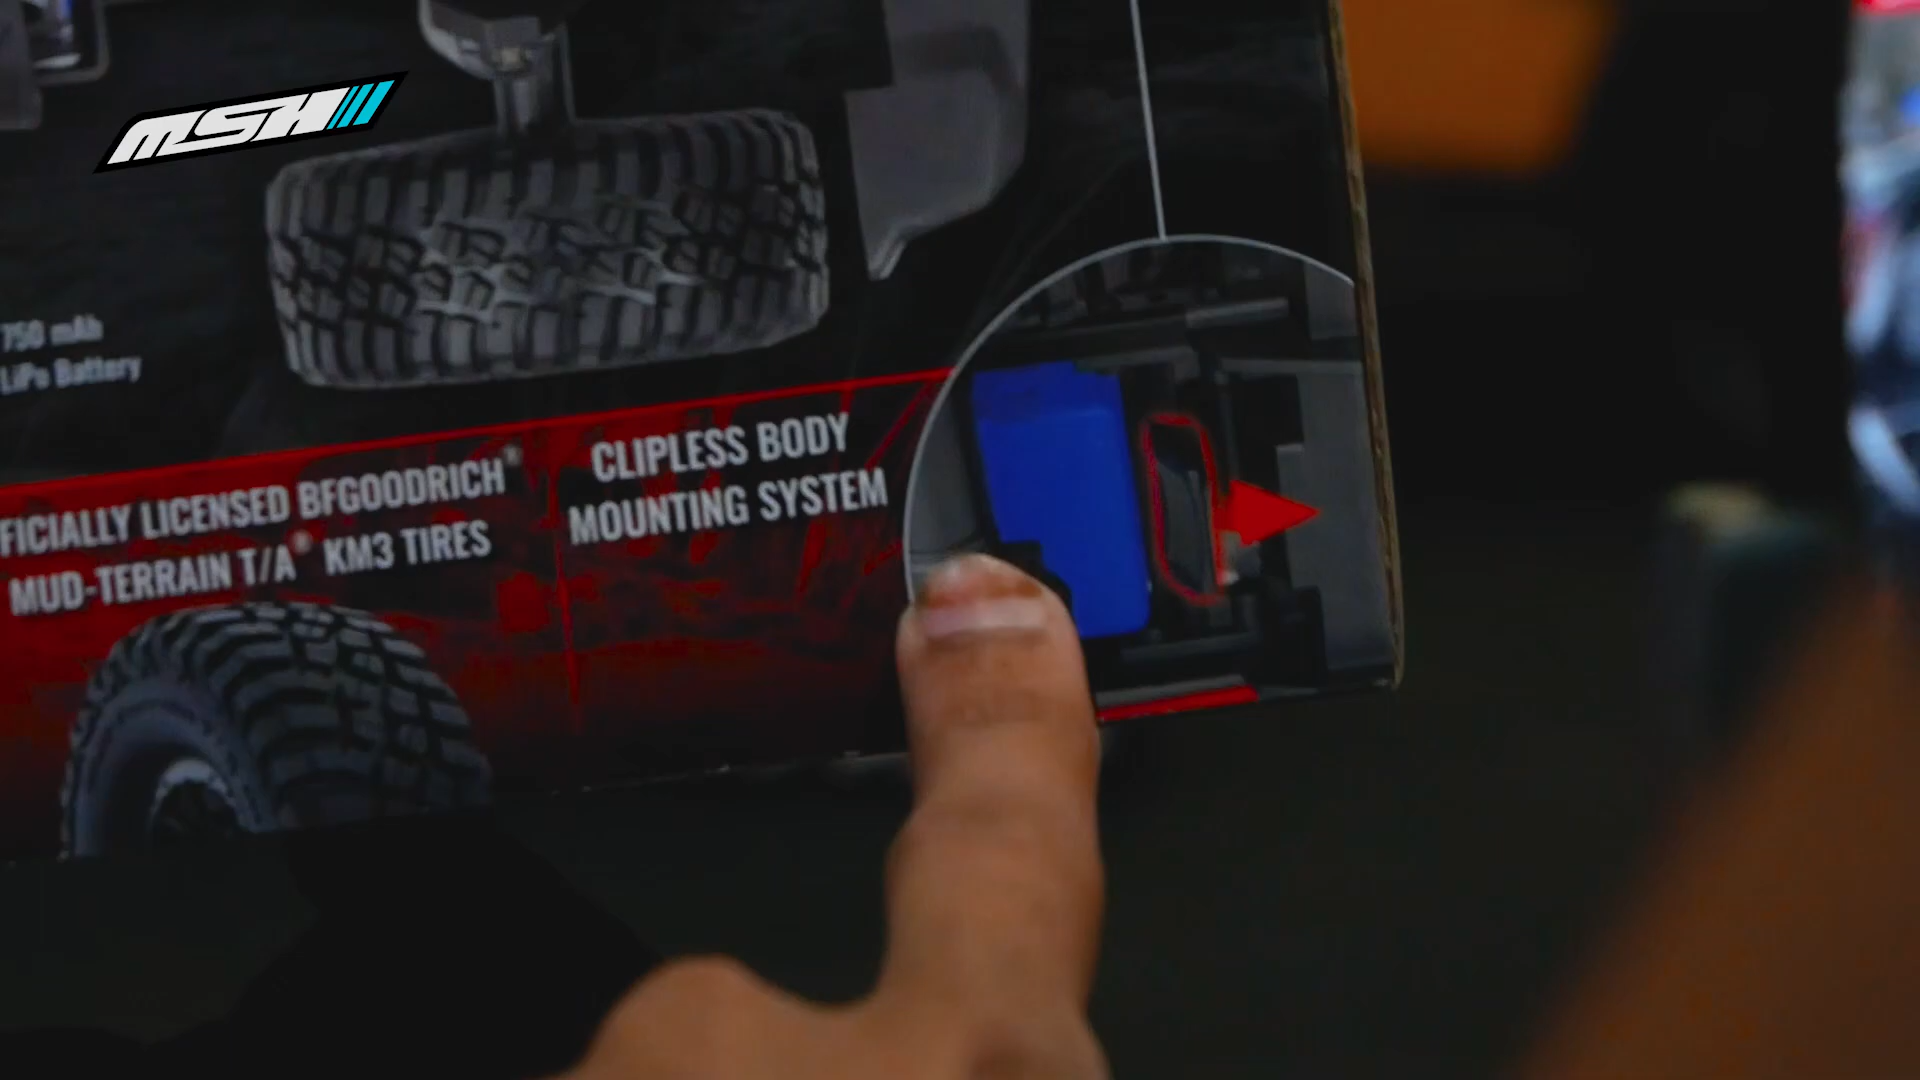 MSH
750 mAh
LiPo Battery
FICIALLY LICENSED BFGOODRICH®
MUD-TERRAIN T/A® KM3 TIRES
CLIPLESS BODY
MOUNTING SYSTEM